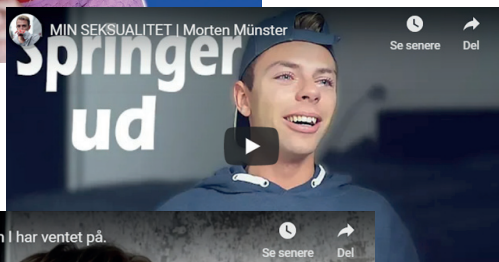 MIN SEKSUALITET | Morten Münster
Se senere
Del
Springer
ud
I har ventet på.
Se senere
Del